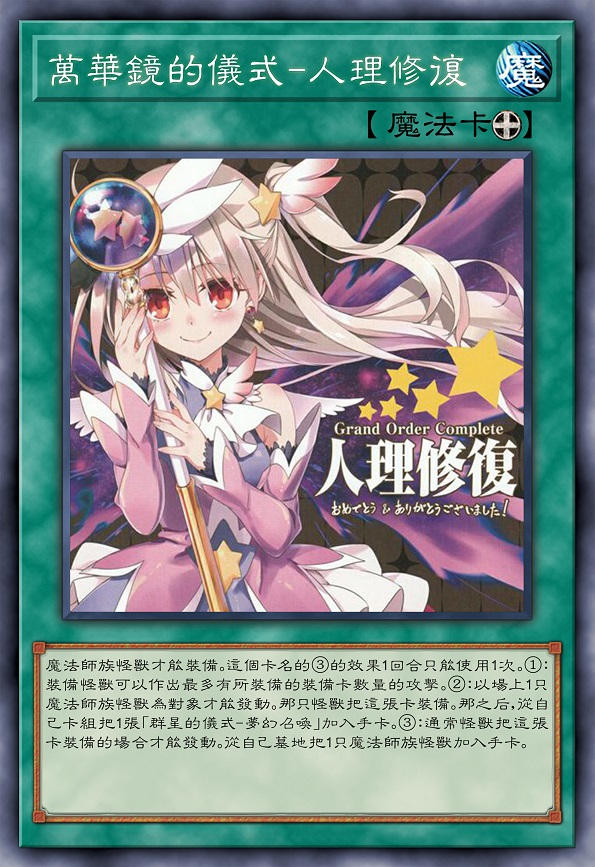 萬華鏡的儀式-人理修復
魔
【魔法卡】
Grand Order Complete
人理修復
おめでとう & ありがとうございました!
魔法師族怪獸才能裝備。這個卡名的③的效果1回合只能使用1次。①:
裝備怪獸可以作出最多有所裝備的裝備卡數量的攻擊。②:以場上1只
魔法師族怪獸為對象才能發動。那只怪獸把這張卡裝備。那之后,從自
己卡組把1張「群星的儀式-夢幻召喚」加入手卡。③:通常怪獸把這張
卡裝備的場合才能發動。從自己墓地把1只魔法師族怪獸加入手卡。